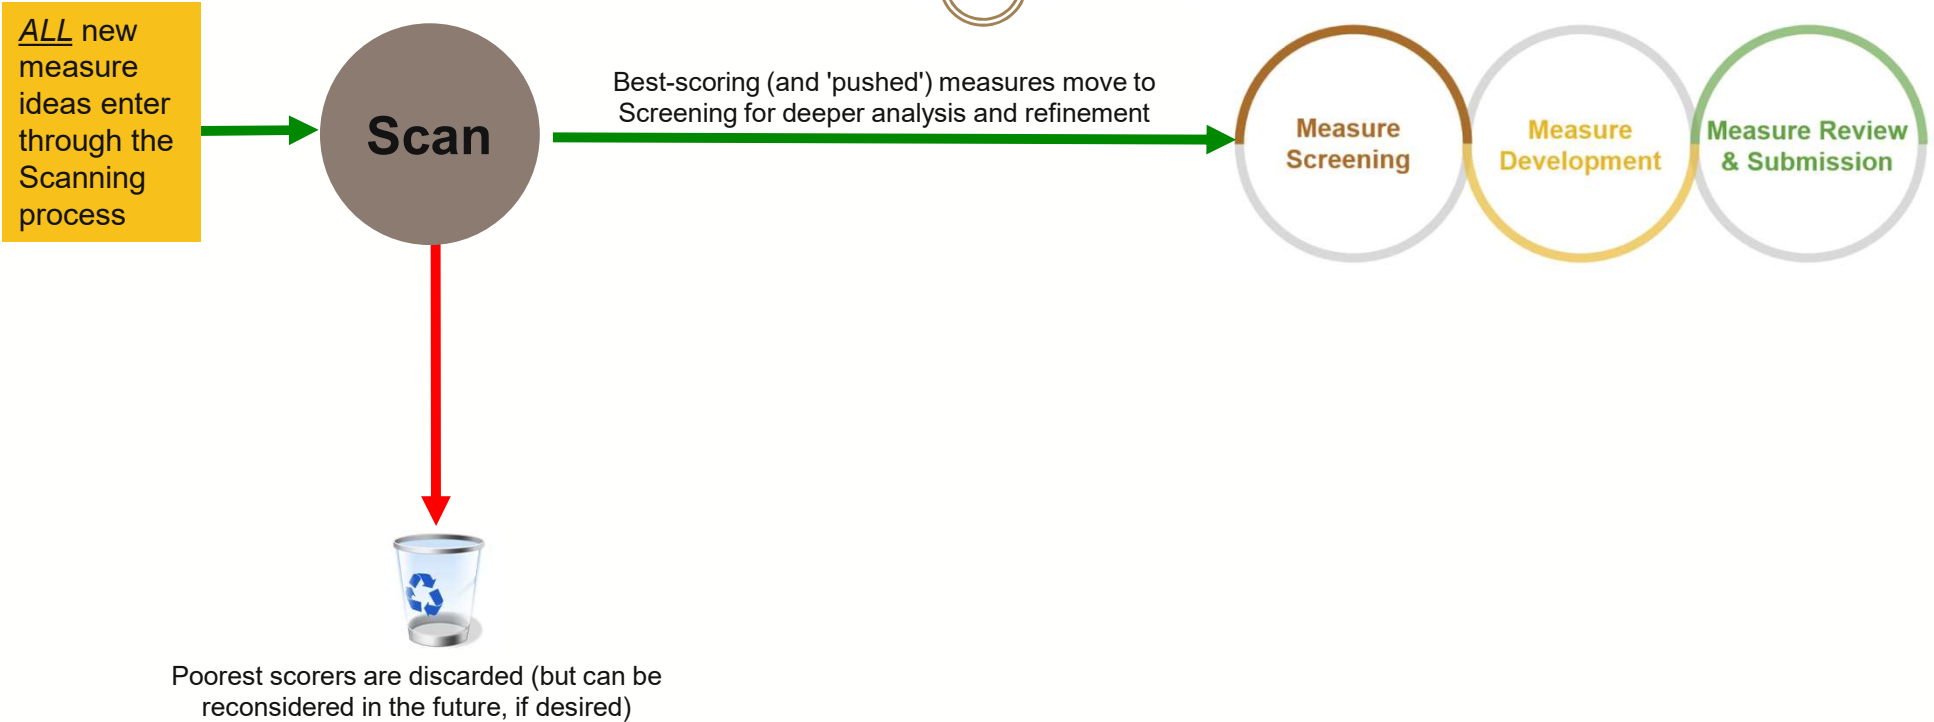 ALL new
measure
ideas enter
through the
Scanning
process
Scan
Best-scoring (and 'pushed') measures move to
Screening for deeper analysis and refinement
Measure
Screening
Measure
Development
Measure Review
& Submission
Poorest scorers are discarded (but can be
reconsidered in the future, if desired)